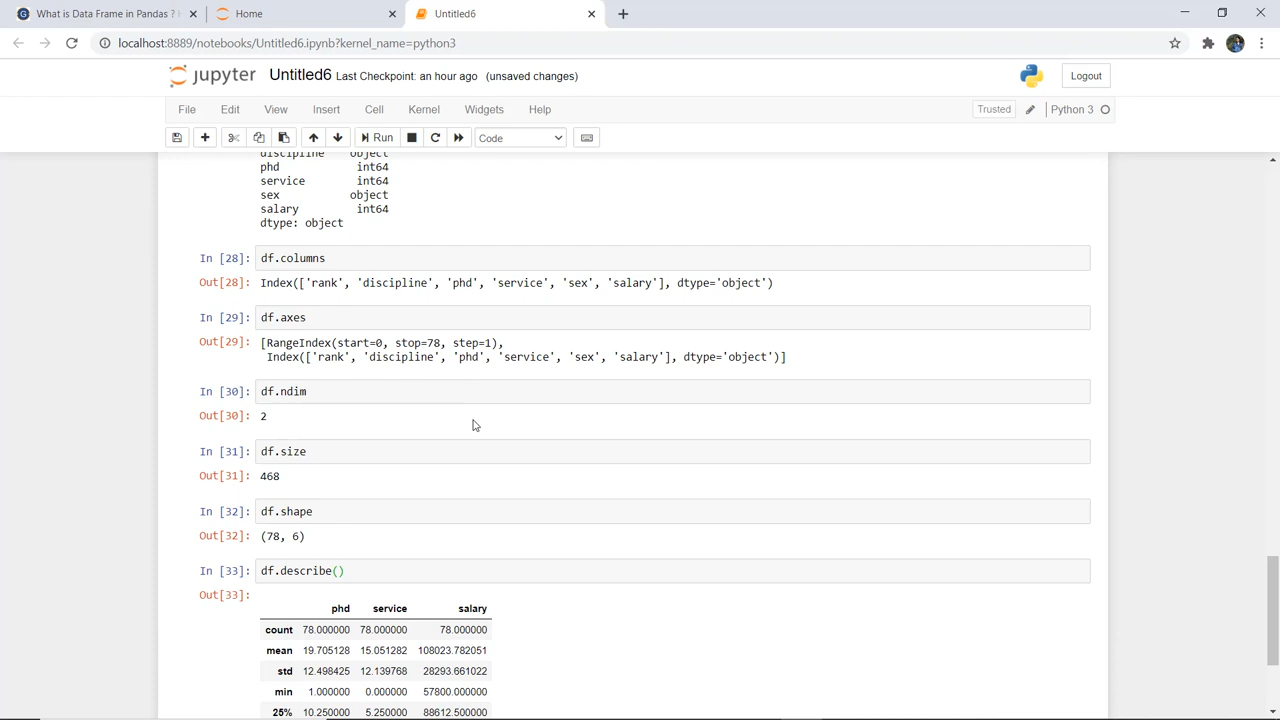 What is Data Frame in Pandas ?
Home
Untitled6
localhost:8889/notebooks/Untitled6.ipynb?kernel_name=python3
jupyter Untitled6 Last Checkpoint: an hour ago (unsaved changes)
Logout
File Edit View Insert Cell Kernel Widgets Help
Trusted Python 3
Run Code
discipline object
phd int64
service int64
sex object
salary int64
dtype: object
In [28]: df.columns
Out[28]: Index(['rank', 'discipline', 'phd', 'service', 'sex', 'salary'], dtype='object')
In [29]: df.axes
Out[29]: [RangeIndex(start=0, stop=78, step=1),
Index(['rank', 'discipline', 'phd', 'service', 'sex', 'salary'], dtype='object')]
In [30]: df.ndim
Out[30]: 2
In [31]: df.size
Out[31]: 468
In [32]: df.shape
Out[32]: (78, 6)
In [33]: df.describe()
Out[33]:
phd service salary
count 78.000000 78.000000 78.000000
mean 19.705128 15.051282 108023.782051
std 12.498425 12.139768 28293.661022
min 1.000000 0.000000 57800.000000
25% 10.250000 5.250000 88612.500000